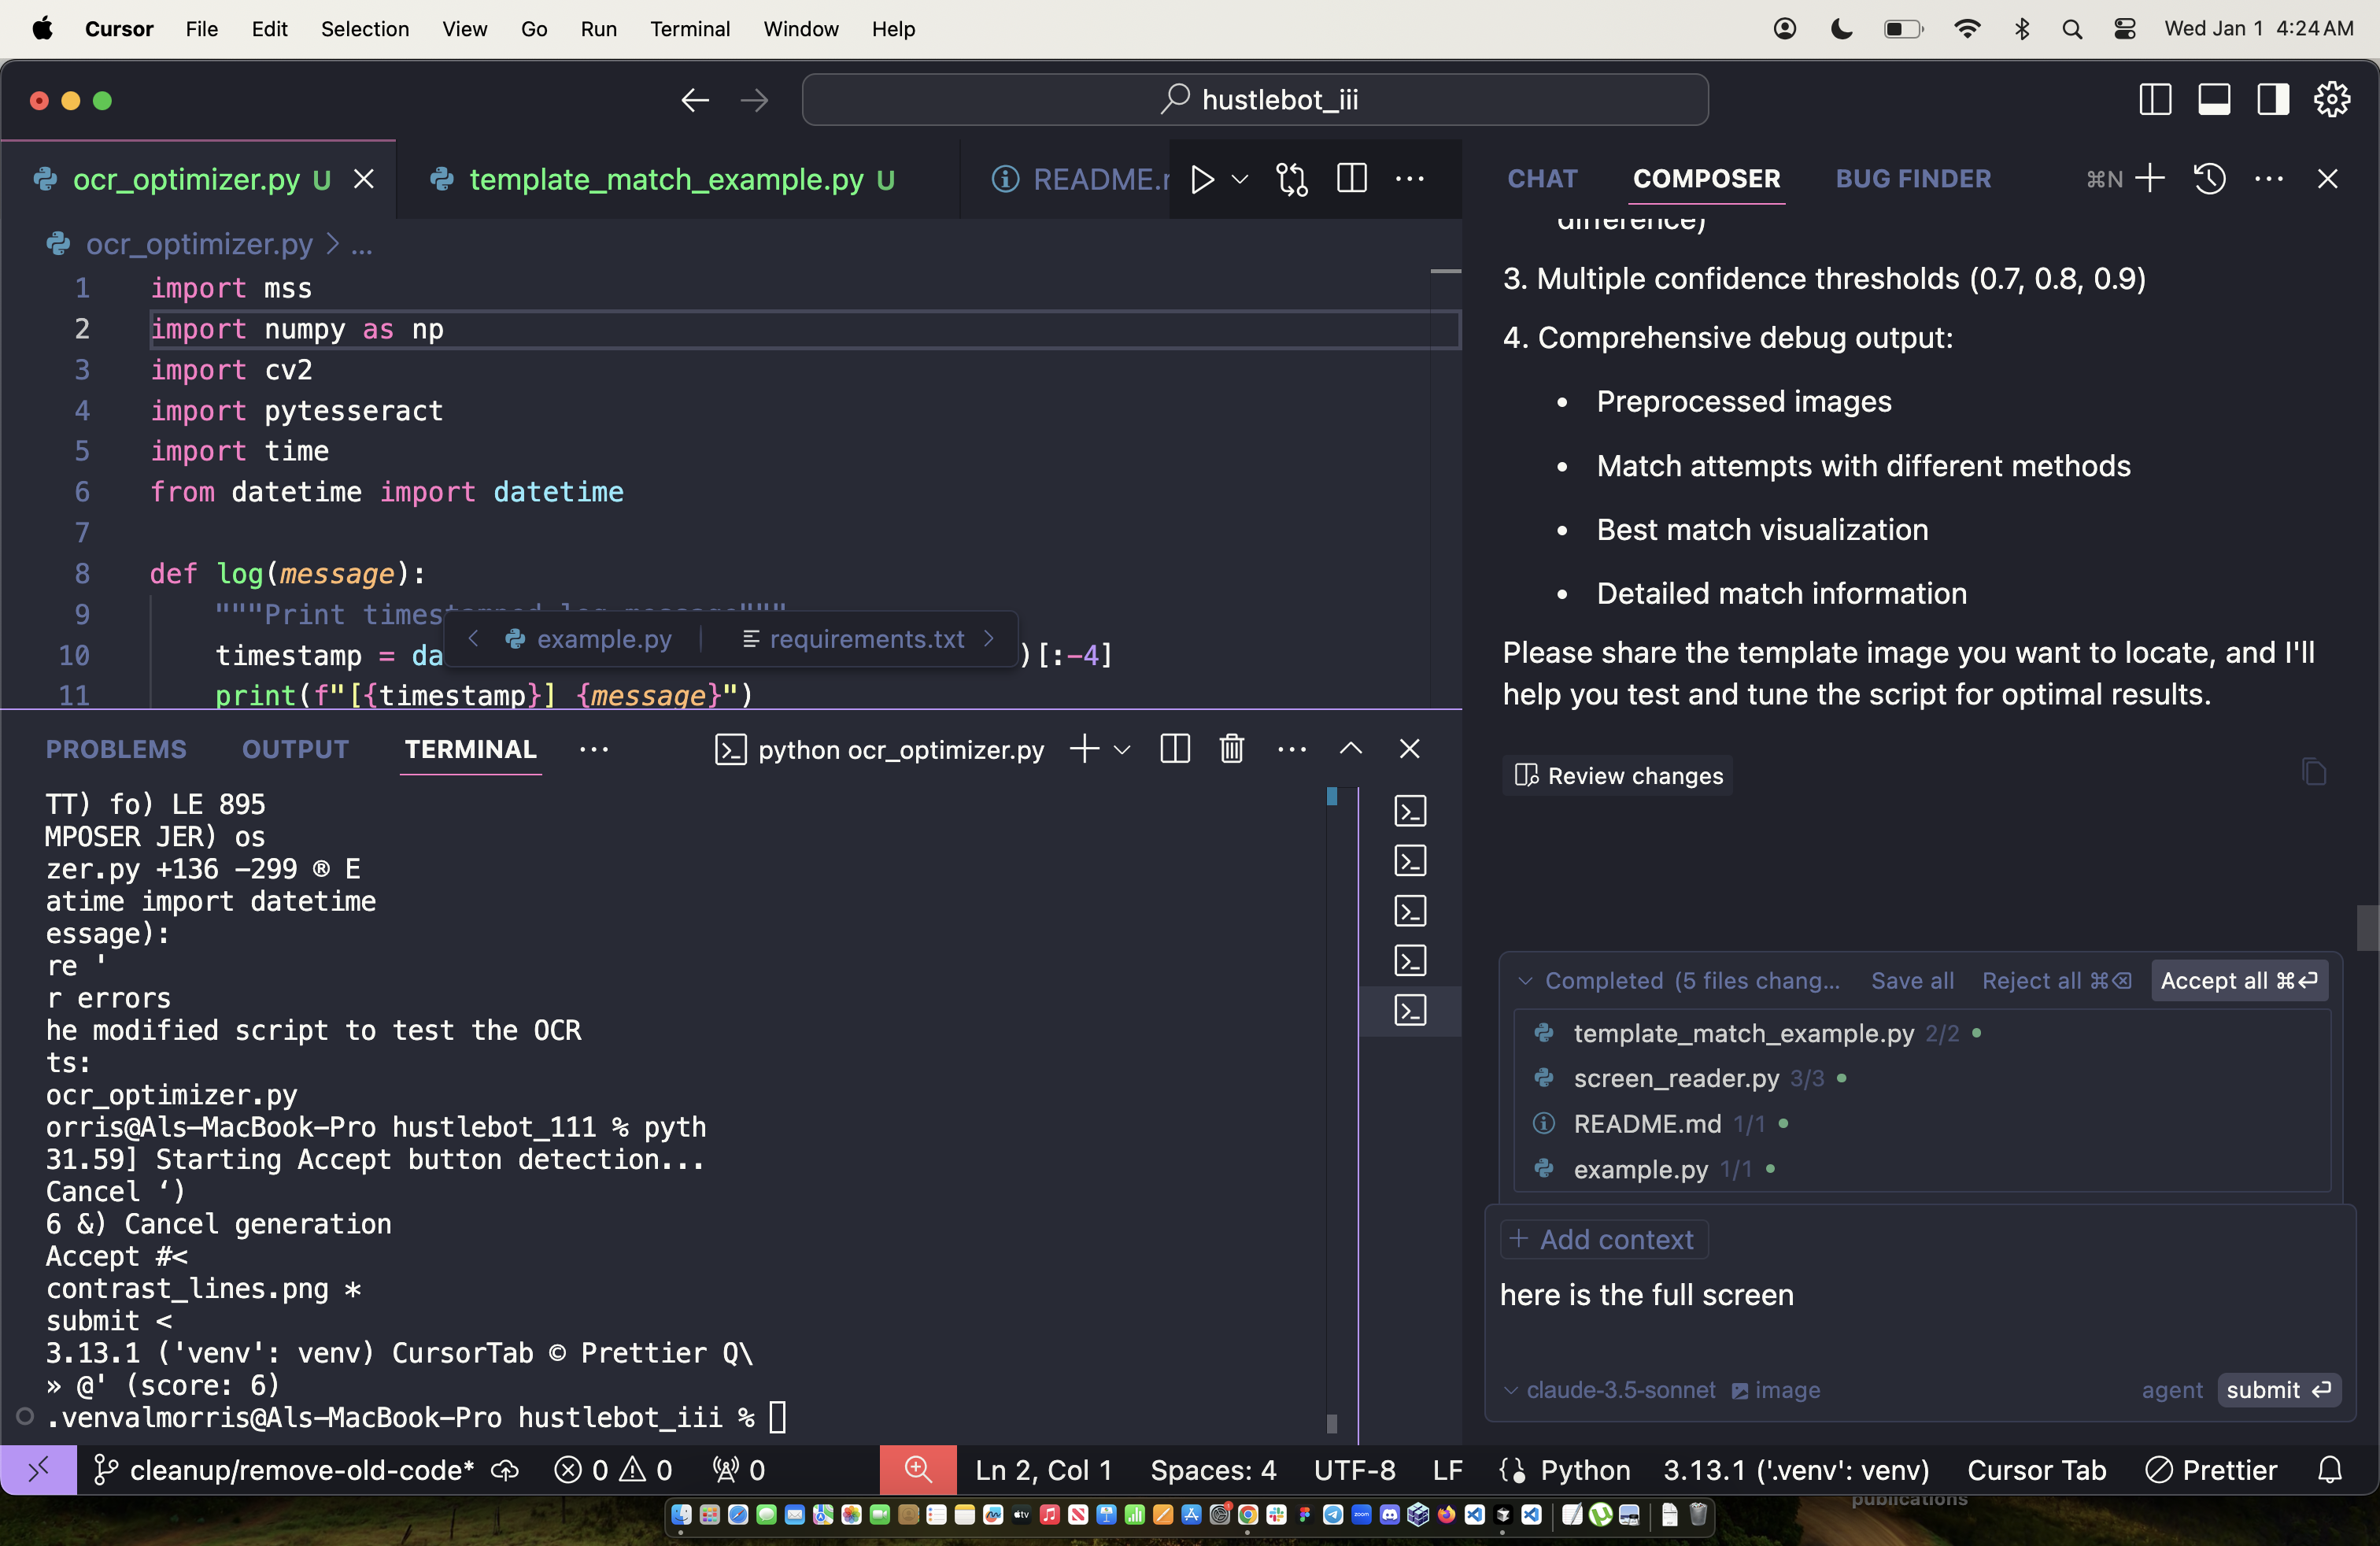 Cursor File Edit Selection View Go Run Terminal Window Help Wed Jan 1 4:24 AM
hustlebot_iii
ocr_optimizer.py U
template_match_example.py U
README.
ocr_optimizer.py > ...
1 import mss
2 import numpy as np
3 import cv2
4 import pytesseract
5 import time
6 from datetime import datetime
7
8 def log(message):
9 """Print timestamped log message"""
10 timestamp = da )[:-4]
example.py requirements.txt
11 print(f"[{timestamp}] {message}")
PROBLEMS OUTPUT TERMINAL ...
python ocr_optimizer.py
TT) fo) LE 895
MPOSER JER) os
zer.py +136 -299 ® E
atime import datetime
essage):
re '
r errors
he modified script to test the OCR
ts:
ocr_optimizer.py
orris@Als-MacBook-Pro hustlebot_111 % pyth
31.59] Starting Accept button detection...
Cancel ‘)
6 &) Cancel generation
Accept #<
contrast_lines.png *
submit <
3.13.1 ('venv': venv) CursorTab © Prettier Q\
» @' (score: 6)
.venvalmorris@Als-MacBook-Pro hustlebot_iii %
CHAT COMPOSER BUG FINDER ⌘N
difference)
3. Multiple confidence thresholds (0.7, 0.8, 0.9)
4. Comprehensive debug output:
• Preprocessed images
• Match attempts with different methods
• Best match visualization
• Detailed match information
Please share the template image you want to locate, and I'll
help you test and tune the script for optimal results.
Review changes
Completed (5 files chang... Save all Reject all ⌘⌫ Accept all ⌘⏎
template_match_example.py 2/2
screen_reader.py 3/3
README.md 1/1
example.py 1/1
+ Add context
here is the full screen
claude-3.5-sonnet image agent submit ⏎
cleanup/remove-old-code* 0 0 0 Ln 2, Col 1 Spaces: 4 UTF-8 LF Python 3.13.1 ('.venv': venv) Cursor Tab Prettier
publications